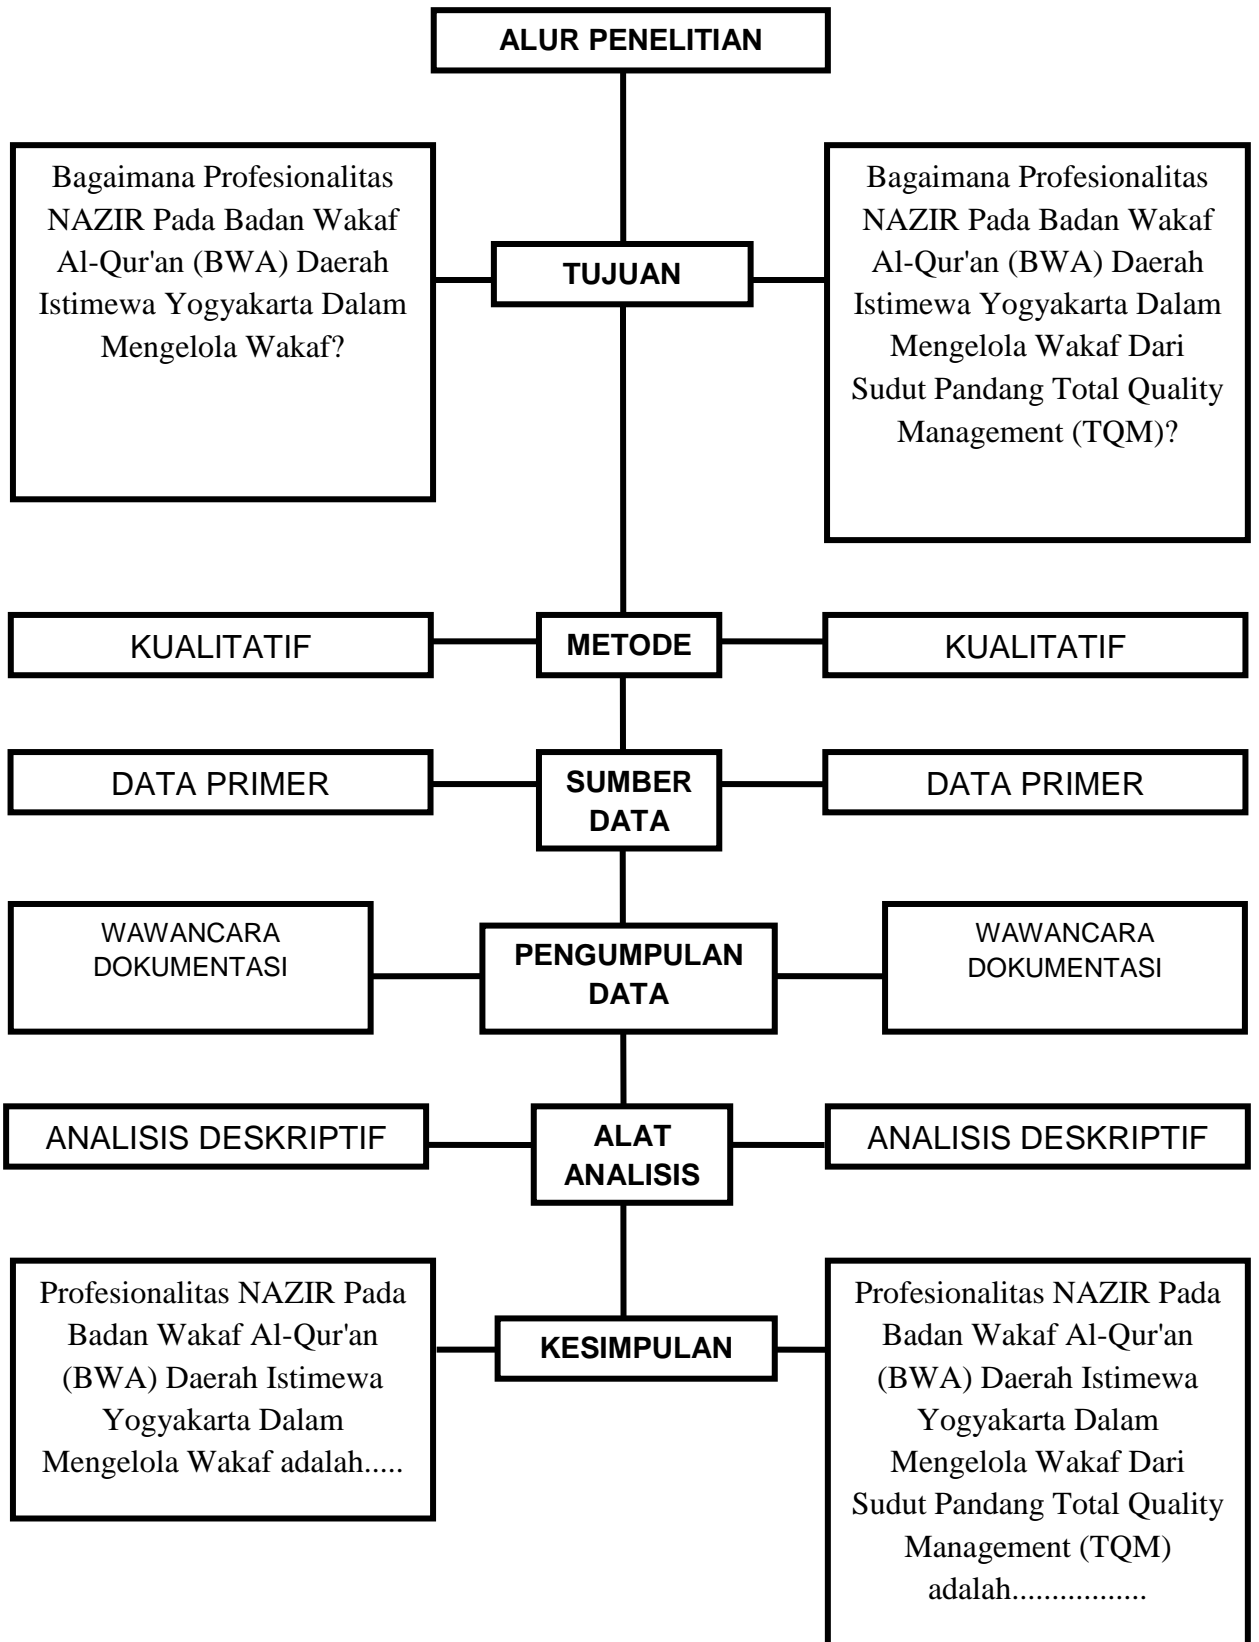 ALUR PENELITIAN
Bagaimana Profesionalitas
NAZIR Pada Badan Wakaf
Al-Qur'an (BWA) Daerah
Istimewa Yogyakarta Dalam
Mengelola Wakaf?
TUJUAN
Bagaimana Profesionalitas
NAZIR Pada Badan Wakaf
Al-Qur'an (BWA) Daerah
Istimewa Yogyakarta Dalam
Mengelola Wakaf Dari
Sudut Pandang Total Quality
Management (TQM)?
KUALITATIF
METODE
KUALITATIF
DATA PRIMER
SUMBER
DATA
DATA PRIMER
WAWANCARA
DOKUMENTASI
PENGUMPULAN
DATA
WAWANCARA
DOKUMENTASI
ANALISIS DESKRIPTIF
ALAT
ANALISIS
ANALISIS DESKRIPTIF
Profesionalitas NAZIR Pada
Badan Wakaf Al-Qur'an
(BWA) Daerah Istimewa
Yogyakarta Dalam
Mengelola Wakaf adalah.....
KESIMPULAN
Profesionalitas NAZIR Pada
Badan Wakaf Al-Qur'an
(BWA) Daerah Istimewa
Yogyakarta Dalam
Mengelola Wakaf Dari
Sudut Pandang Total Quality
Management (TQM)
adalah.................